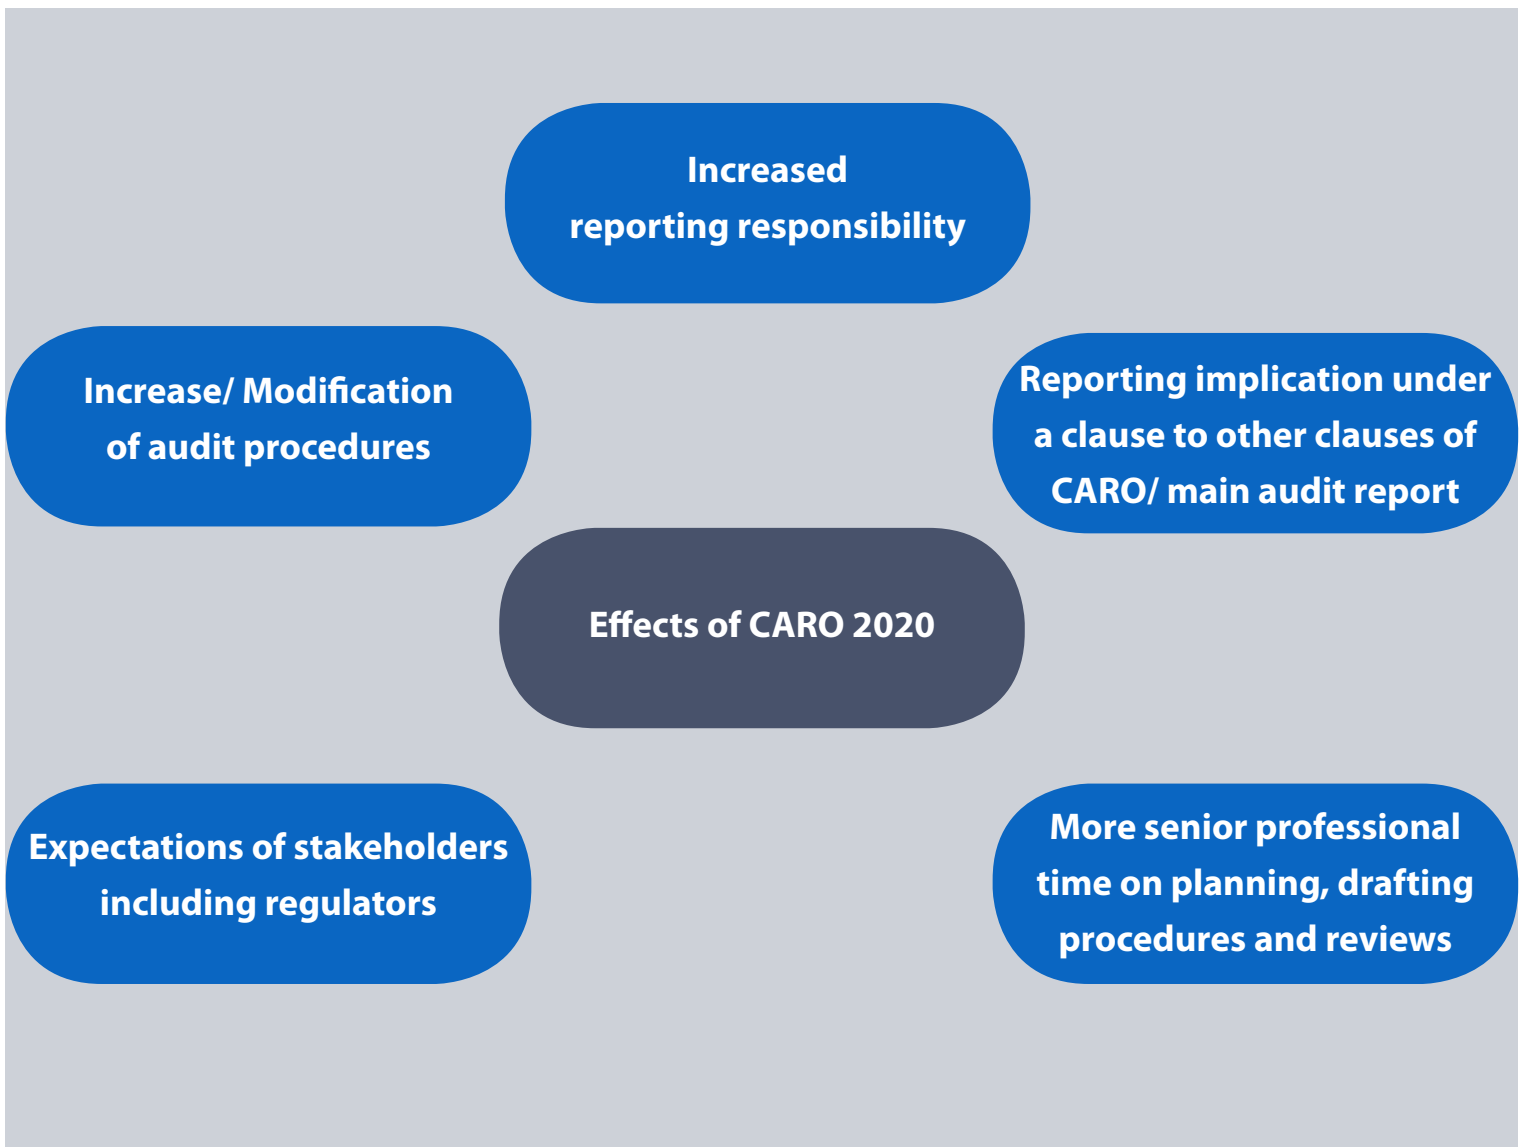 Increased
reporting responsibility
Increase/ Modification
of audit procedures
Reporting implication under
a clause to other clauses of
CARO/ main audit report
Effects of CARO 2020
Expectations of stakeholders
including regulators
More senior professional
time on planning, drafting
procedures and reviews